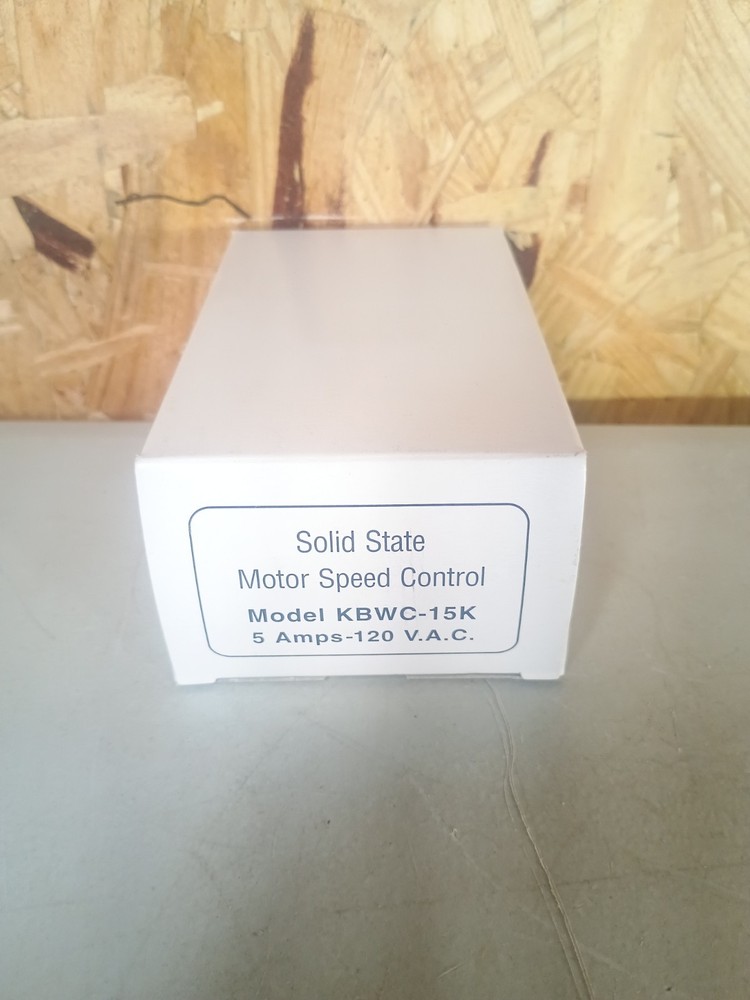 Solid State
Motor Speed Control
Model KBWC-15K
5 Amps-120 V.A.C.